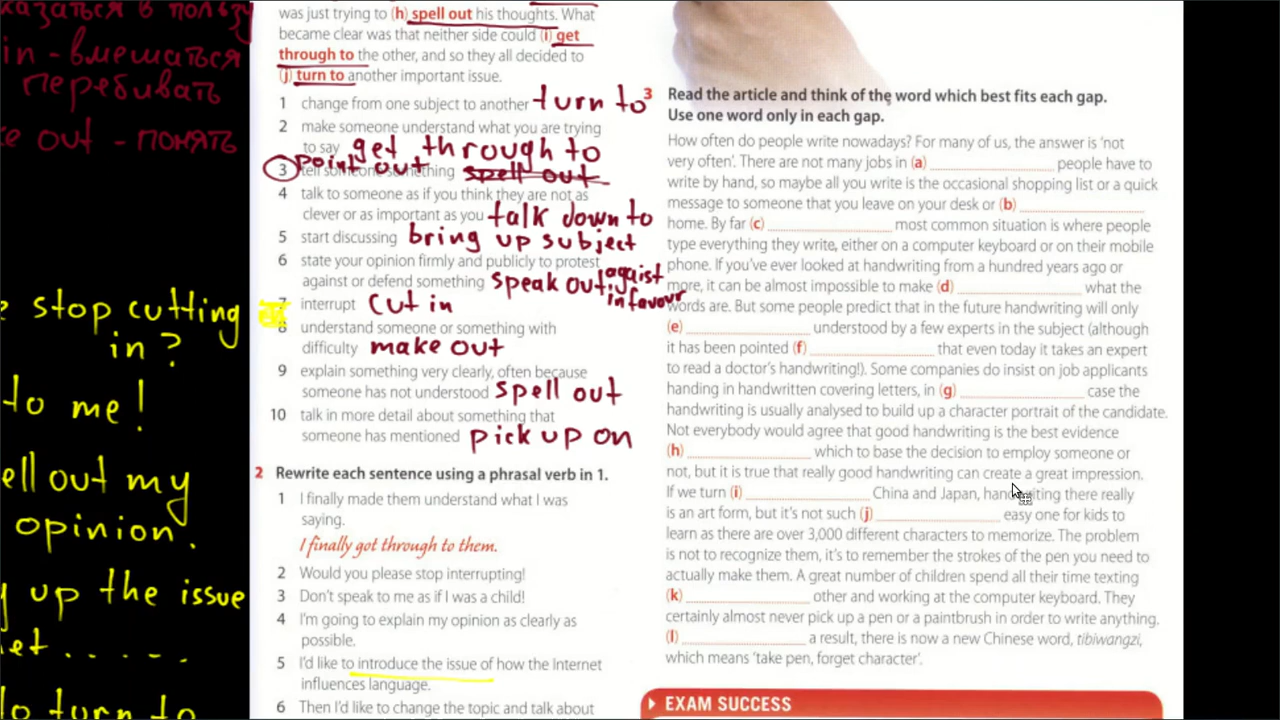 казаться в пользу
in - вмешаться
перебивать
ke out - понять
e stop cutting
in?
to me!
ell out my
opinion.
y up the issue
et . . . . .
to turn to
was just trying to (h) spell out his thoughts. What
became clear was that neither side could (i) get
through to the other, and so they all decided to
(j) turn to another important issue.
1 change from one subject to another turn to
2 make someone understand what you are trying
to say get through to
3 tell someone something spell out point out
4 talk to someone as if you think they are not as
clever or as important as you talk down to
5 start discussing bring up subject
6 state your opinion firmly and publicly to protest
against or defend something speak out agaist
in favour
7 interrupt cut in
8 understand someone or something with
difficulty make out
9 explain something very clearly, often because
someone has not understood spell out
10 talk in more detail about something that
someone has mentioned pick up on
2 Rewrite each sentence using a phrasal verb in 1.
1 I finally made them understand what I was
saying.
I finally got through to them.
2 Would you please stop interrupting!
3 Don't speak to me as if I was a child!
4 I'm going to explain my opinion as clearly as
possible.
5 I'd like to introduce the issue of how the Internet
influences language.
6 Then I'd like to change the topic and talk about
3 Read the article and think of the word which best fits each gap.
Use one word only in each gap.
How often do people write nowadays? For many of us, the answer is 'not
very often'. There are not many jobs in (a) people have to
write by hand, so maybe all you write is the occasional shopping list or a quick
message to someone that you leave on your desk or (b)
home. By far (c) most common situation is where people
type everything they write, either on a computer keyboard or on their mobile
phone. If you've ever looked at handwriting from a hundred years ago or
more, it can be almost impossible to make (d) what the
words are. But some people predict that in the future handwriting will only
(e) understood by a few experts in the subject (although
it has been pointed (f) that even today it takes an expert
to read a doctor's handwriting!). Some companies do insist on job applicants
handing in handwritten covering letters, in (g) case the
handwriting is usually analysed to build up a character portrait of the candidate.
Not everybody would agree that good handwriting is the best evidence
(h) which to base the decision to employ someone or
not, but it is true that really good handwriting can create a great impression.
If we turn (i) China and Japan, handwriting there really
is an art form, but it's not such (j) easy one for kids to
learn as there are over 3,000 different characters to memorize. The problem
is not to recognize them, it's to remember the strokes of the pen you need to
actually make them. A great number of children spend all their time texting
(k) other and working at the computer keyboard. They
certainly almost never pick up a pen or a paintbrush in order to write anything.
(l) a result, there is now a new Chinese word, tibiwangzi,
which means 'take pen, forget character'.
EXAM SUCCESS